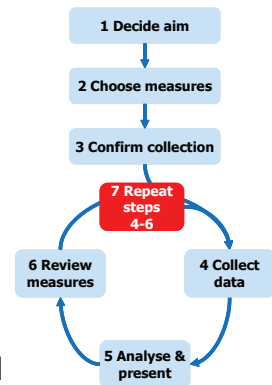 1 Decide aim
2 Choose measures
3 Confirm collection
7 Repeat
steps
4-6
6 Review
measures
4 Collect
data
5 Analyse &
present